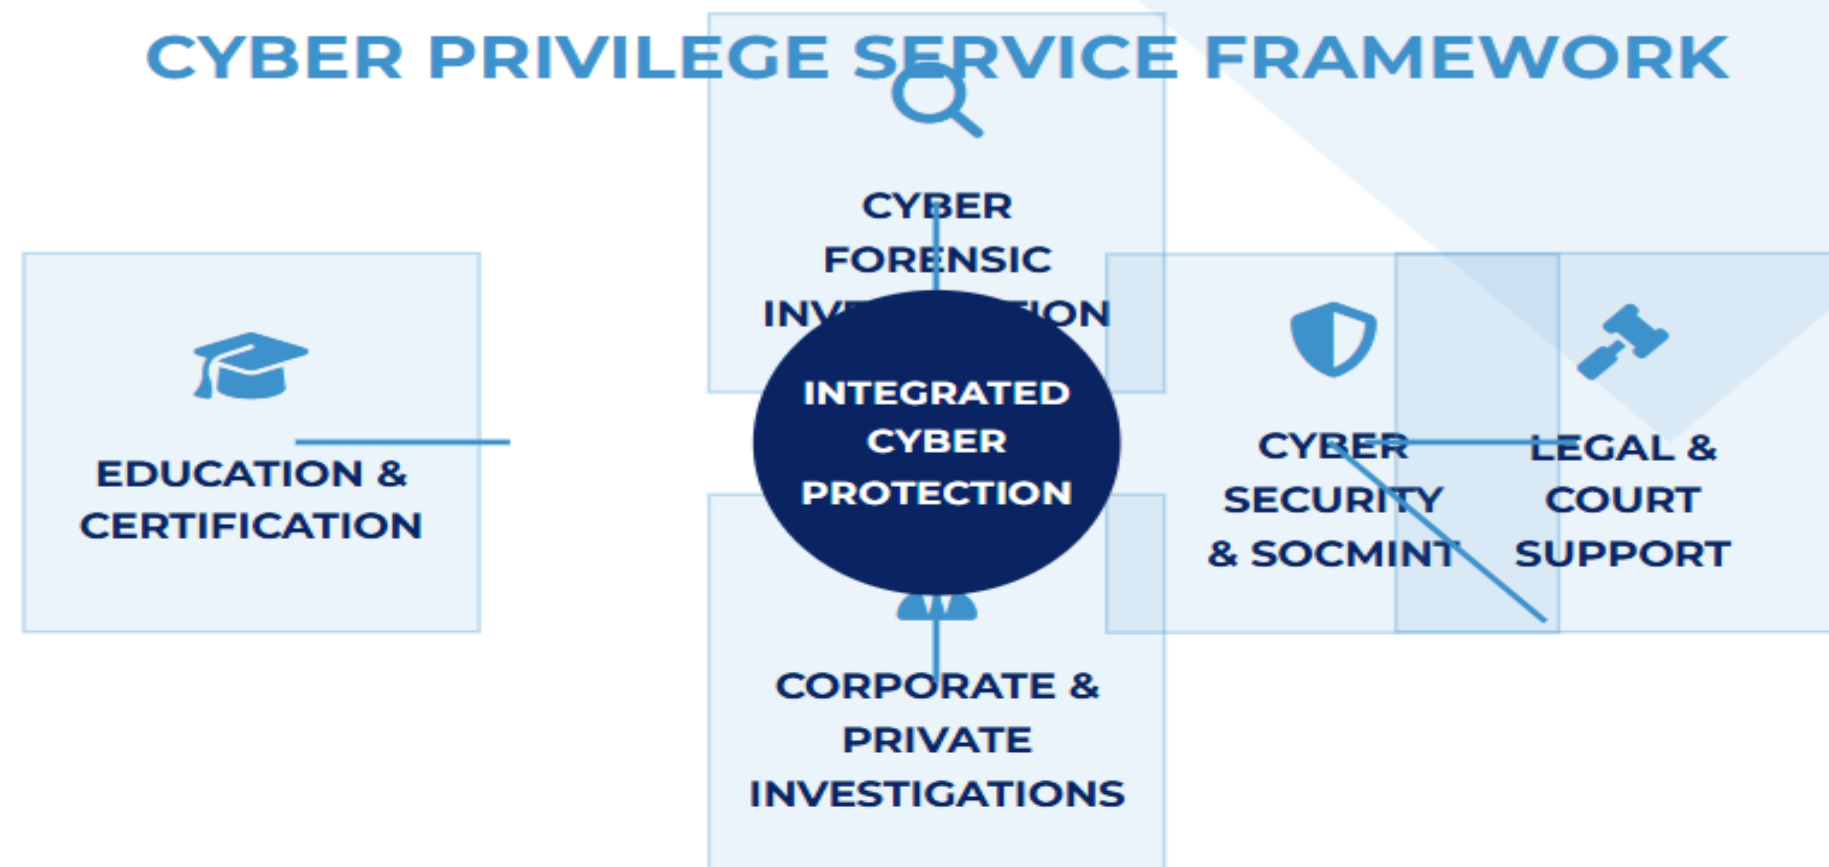 CYBER PRIVILEGE SERVICE FRAMEWORK
CYBER
FORENSIC
EDUCATION &
CERTIFICATION
INTEGRATED
CYBER
PROTECTION
CYBER
SECURITY
& SOCMINT
LEGAL &
COURT
SUPPORT
CORPORATE &
PRIVATE
INVESTIGATIONS